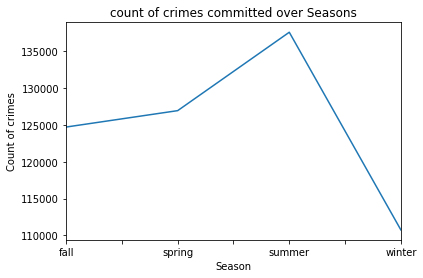 count of crimes committed over Seasons
135000
130000
125000
120000
115000
110000
Count of crimes
fall spring summer winter
Season